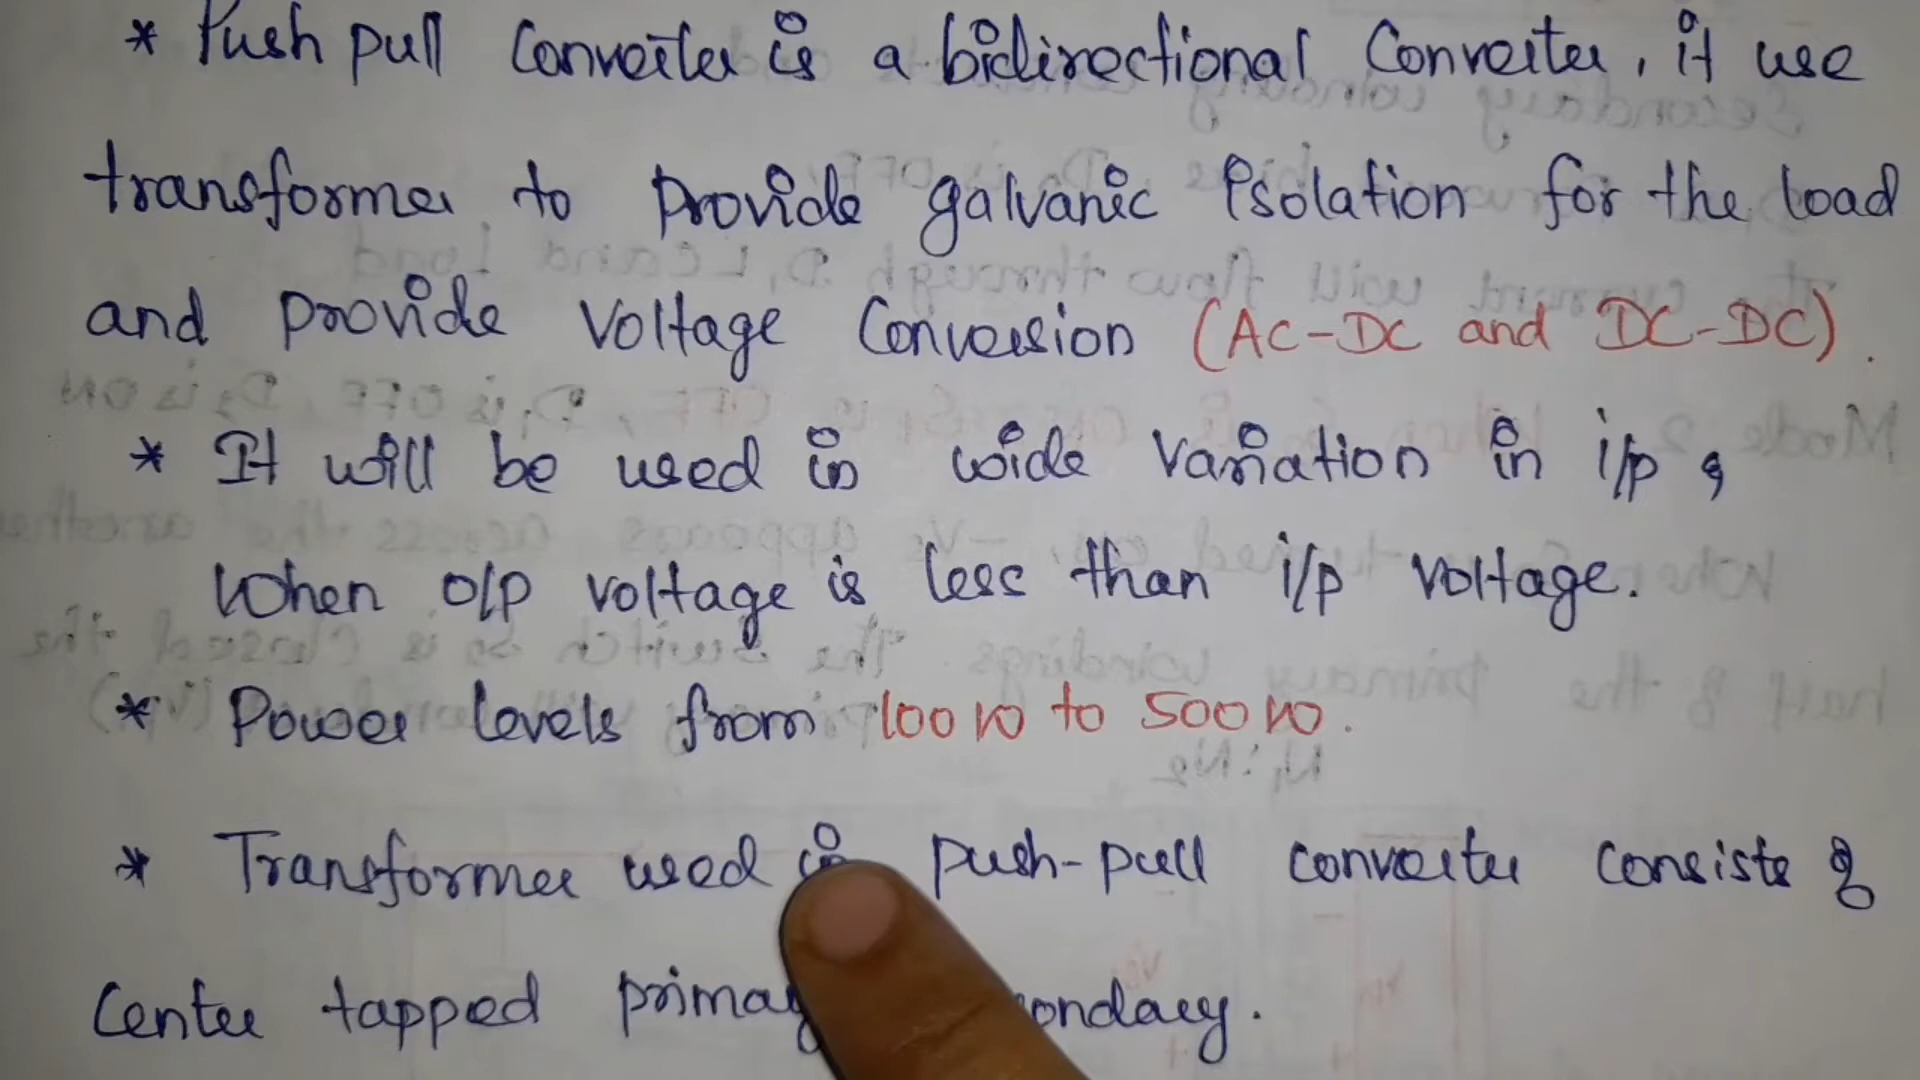 * Push pull Converter is a bidirectional Converter, it use
transformer to Provide galvanic isolation for the load
and provide Voltage Conversion (AC-DC and DC-DC).
* It will be used in wide Variation in i/p &
When o/p voltage is less than i/p voltage.
* Power levels from 100 W to 500 W.
* Transformer used in push-pull converter consists of
Center tapped